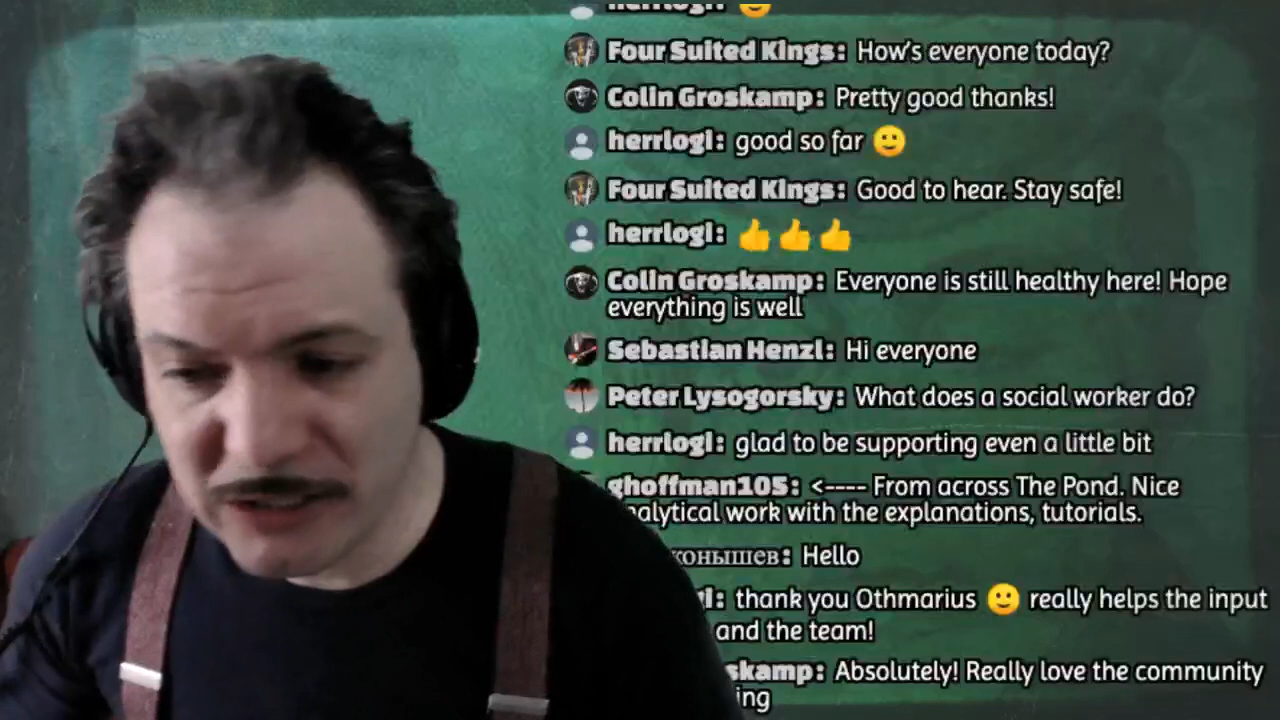 herrlogi: 🙂
Four Suited Kings: How's everyone today?
Colin Groskamp: Pretty good thanks!
herrlogi: good so far 🙂
Four Suited Kings: Good to hear. Stay safe!
herrlogi: 👍👍👍
Colin Groskamp: Everyone is still healthy here! Hope
everything is well
Sebastian Henzl: Hi everyone
Peter Lysogorsky: What does a social worker do?
herrlogi: glad to be supporting even a little bit
ghoffman105: <---- From across The Pond. Nice
nalytical work with the explanations, tutorials.
конышев: Hello
gi: thank you Othmarius 🙂 really helps the input
and the team!
skamp: Absolutely! Really love the community
ing